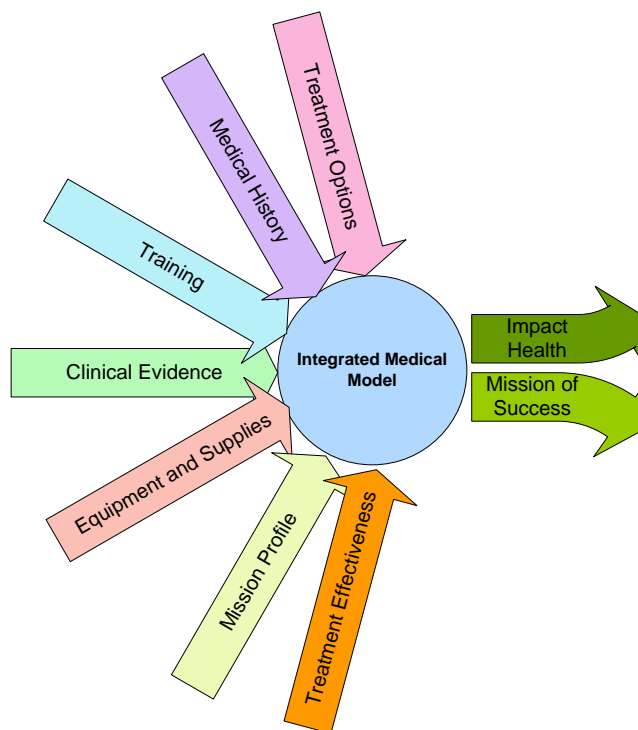 Treatment Options
Medical History
Training
Clinical Evidence
Equipment and Supplies
Mission Profile
Treatment Effectiveness
Integrated Medical
Model
Impact
Health
Mission of
Success